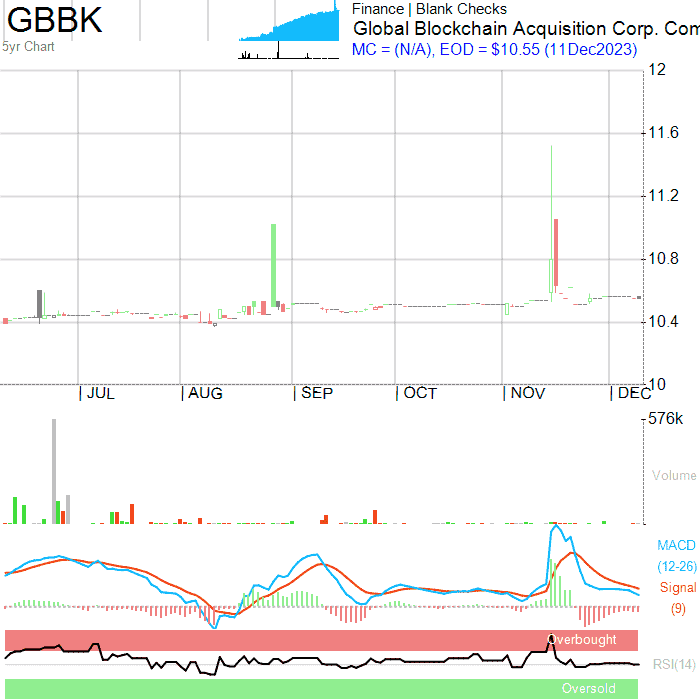 GBBK
5yr Chart
Finance | Blank Checks
Global Blockchain Acquisition Corp. Com
MC = (N/A), EOD = $10.55 (11Dec2023)
12
11.6
11.2
10.8
10.4
10
JUL
AUG
SEP
OCT
NOV
DEC
576k
Volume
MACD
(12-26)
Signal
(9)
Overbought
RSI(14)
Oversold